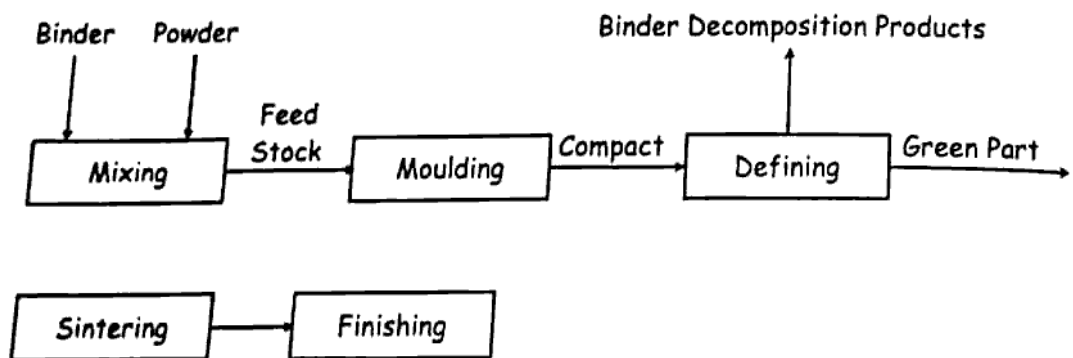 Binder Powder
Binder Decomposition Products
Feed
Stock
Mixing
Moulding
Compact
Defining
Green Part
Sintering
Finishing